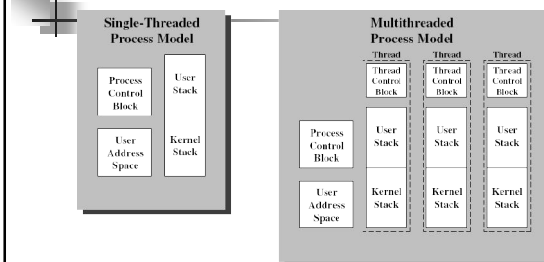 Single-Threaded
Process Model
Process
Control
Block
User
Stack
User
Address
Space
Kernel
Stack
Multithreaded
Process Model
Thread
Thread
Thread
Thread
Control
Block
Thread
Control
Block
Thread
Control
Block
Process
Control
Block
User
Stack
User
Stack
User
Stack
User
Address
Space
Kernel
Stack
Kernel
Stack
Kernel
Stack